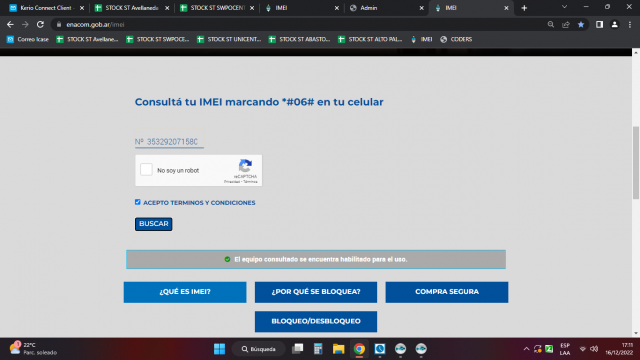 Kerio Connect Client
STOCK ST Avellaneda
STOCK ST SWPOCENT
IMEI
Admin
IMEI
enacom.gob.ar/imei
Correo Icase
STOCK ST Avellane...
STOCK ST SWPOCE...
STOCK ST UNICENT...
STOCK ST ABASTO...
STOCK ST ALTO PAL...
IMEI
CODERS
Consultá tu IMEI marcando *#06# en tu celular
Nº 35329207158C
No soy un robot
reCAPTCHA
Privacidad - Términos
ACEPTO TERMINOS Y CONDICIONES
BUSCAR
El equipo consultado se encuentra habilitado para el uso.
¿QUÉ ES IMEI?
¿POR QUÉ SE BLOQUEA?
COMPRA SEGURA
BLOQUEO/DESBLOQUEO
22°C
Parc. soleado
Búsqueda
ESP
LAA
17:11
16/12/2022